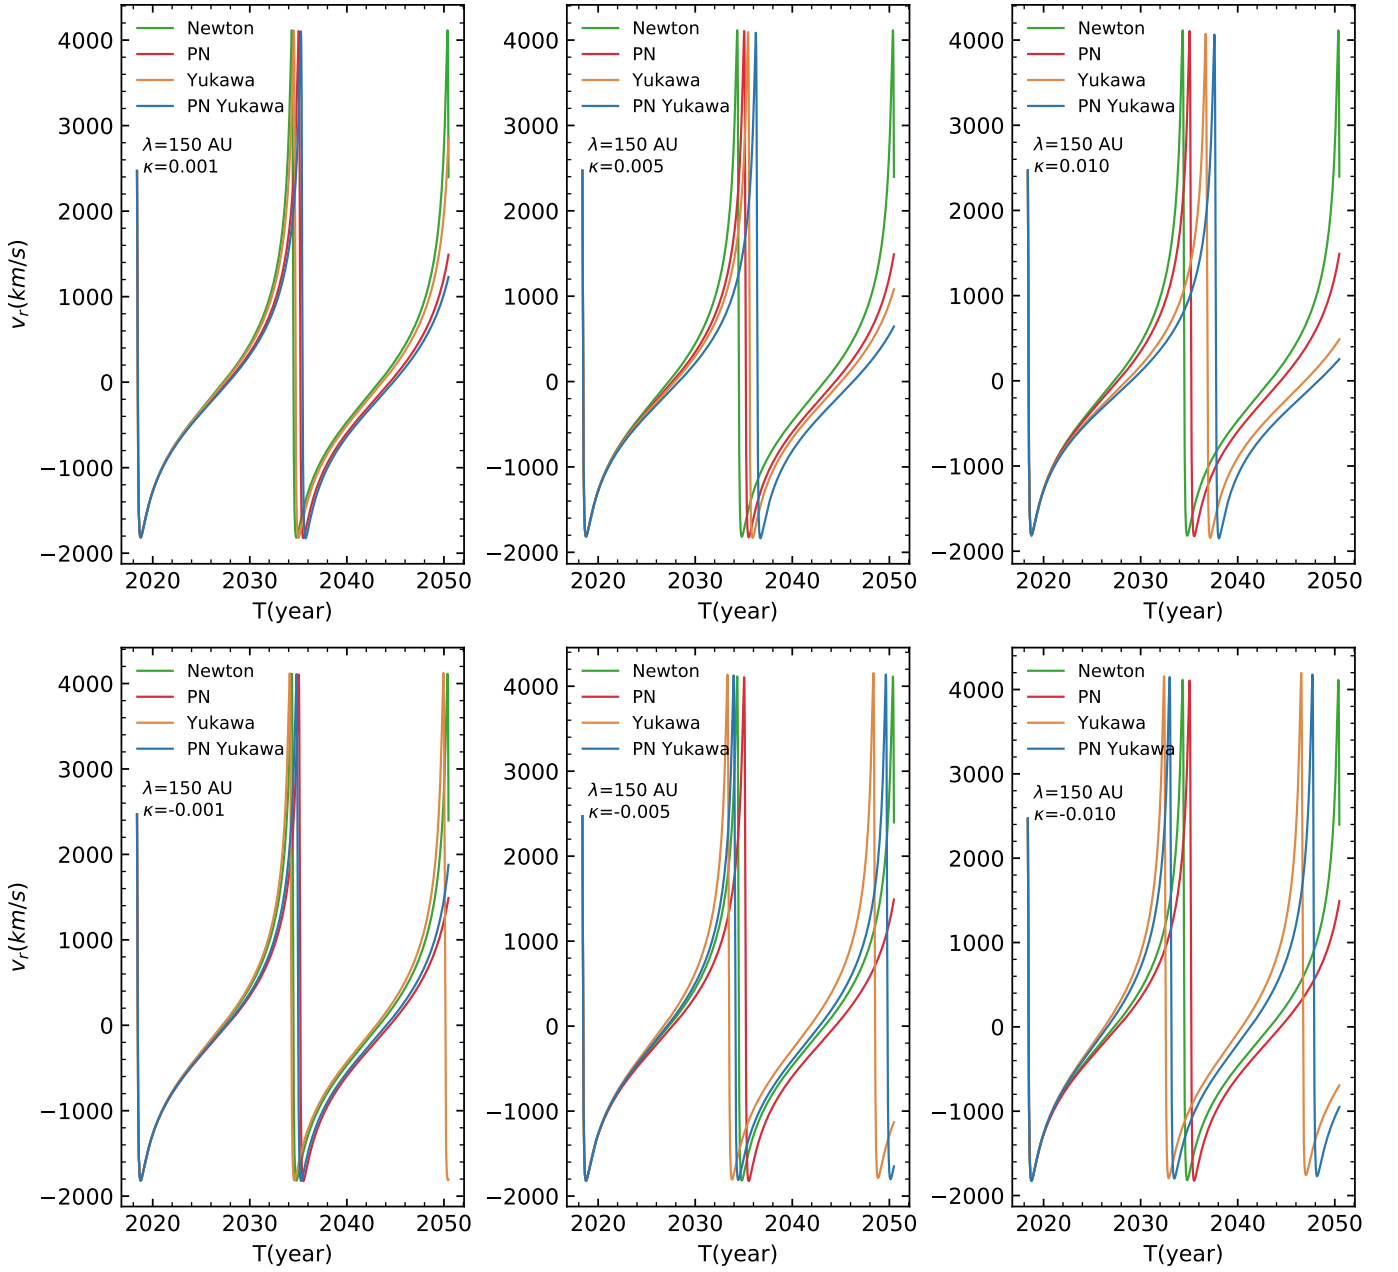 Newton
PN
Yukawa
PN Yukawa
λ=150 AU
κ=0.001
4000
3000
2000
1000
0
−1000
−2000
v_r(km/s)
2020
2030
2040
2050
T(year)
Newton
PN
Yukawa
PN Yukawa
λ=150 AU
κ=0.005
4000
3000
2000
1000
0
−1000
−2000
2020
2030
2040
2050
T(year)
Newton
PN
Yukawa
PN Yukawa
λ=150 AU
κ=0.010
4000
3000
2000
1000
0
−1000
−2000
2020
2030
2040
2050
T(year)
Newton
PN
Yukawa
PN Yukawa
λ=150 AU
κ=-0.001
4000
3000
2000
1000
0
−1000
−2000
v_r(km/s)
2020
2030
2040
2050
T(year)
Newton
PN
Yukawa
PN Yukawa
λ=150 AU
κ=-0.005
4000
3000
2000
1000
0
−1000
−2000
2020
2030
2040
2050
T(year)
Newton
PN
Yukawa
PN Yukawa
λ=150 AU
κ=-0.010
4000
3000
2000
1000
0
−1000
−2000
2020
2030
2040
2050
T(year)